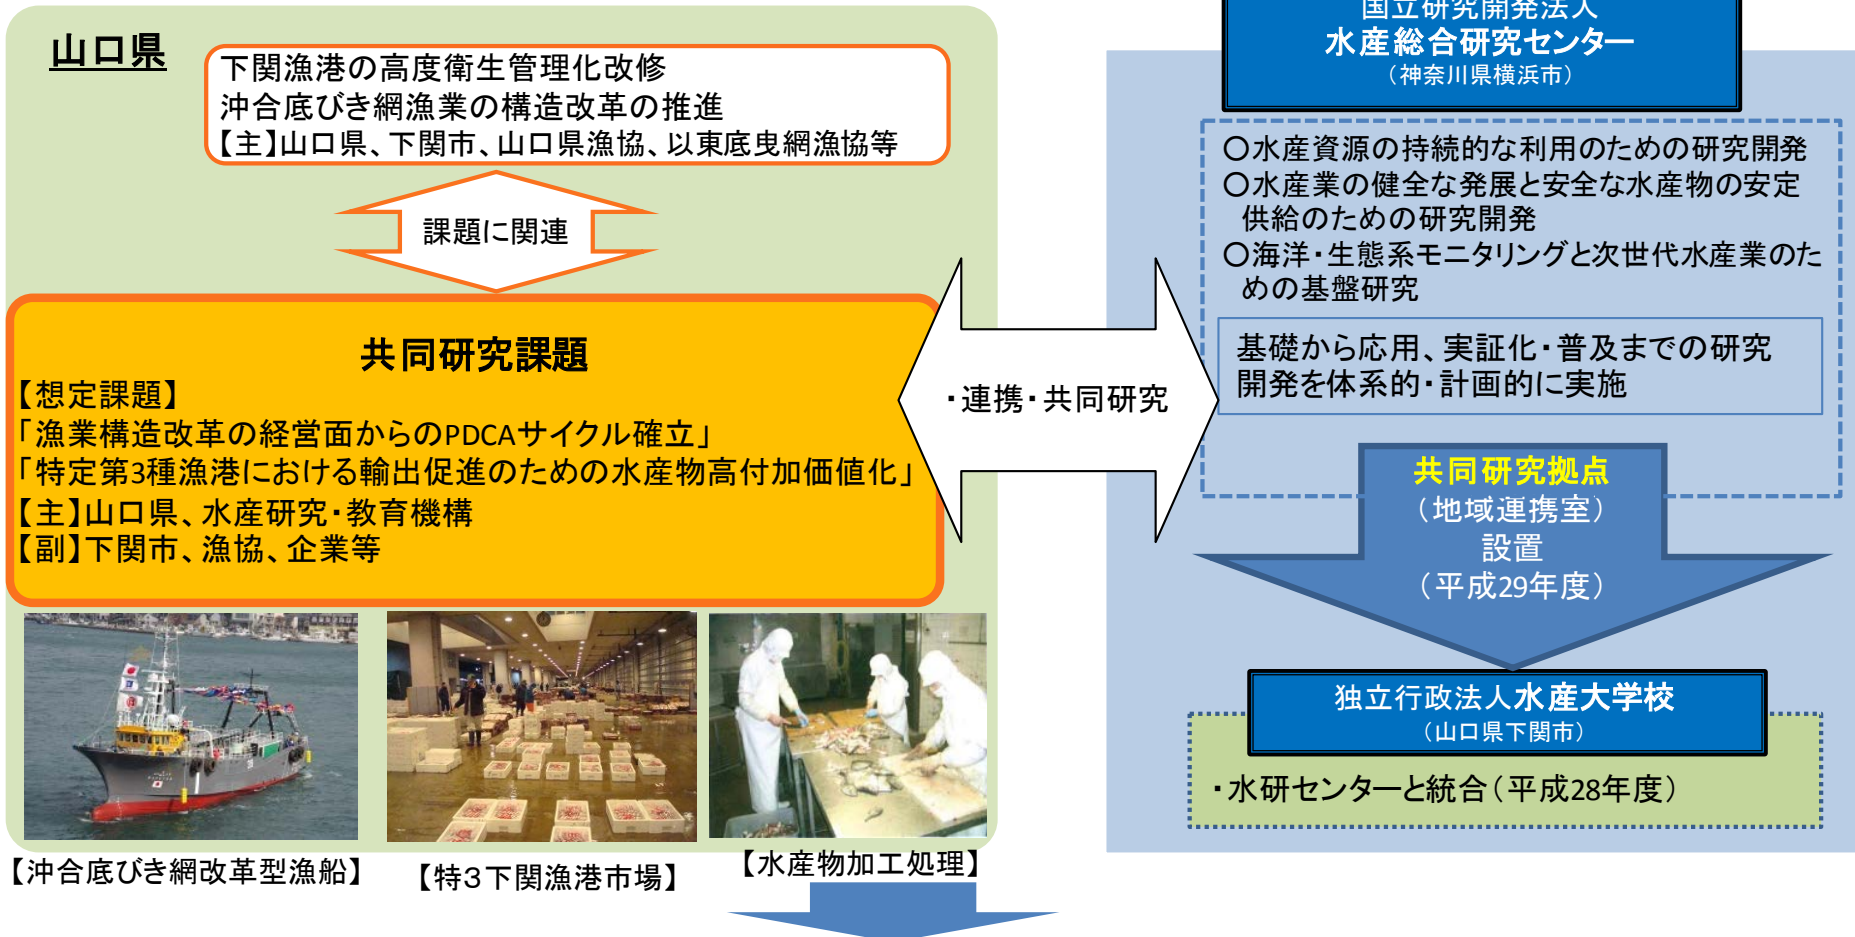 山口県
下関漁港の高度衛生管理化改修
沖合底びき網漁業の構造改革の推進
【主】山口県、下関市、山口県漁協、以東底曳網漁協等
課題に関連
共同研究課題
【想定課題】
「漁業構造改革の経営面からのPDCAサイクル確立」
「特定第3種漁港における輸出促進のための水産物高付加価値化」
【主】山口県、水産研究・教育機構
【副】下関市、漁協、企業等
【沖合底びき網改革型漁船】
【特3下関漁港市場】
【水産物加工処理】
・連携・共同研究
国立研究開発法人
水産総合研究センター
（神奈川県横浜市）
○水産資源の持続的な利用のための研究開発
○水産業の健全な発展と安全な水産物の安定
供給のための研究開発
○海洋・生態系モニタリングと次世代水産業のた
めの基盤研究
基礎から応用、実証化・普及までの研究
開発を体系的・計画的に実施
共同研究拠点
（地域連携室）
設置
（平成29年度）
独立行政法人水産大学校
（山口県下関市）
・水研センターと統合（平成28年度）